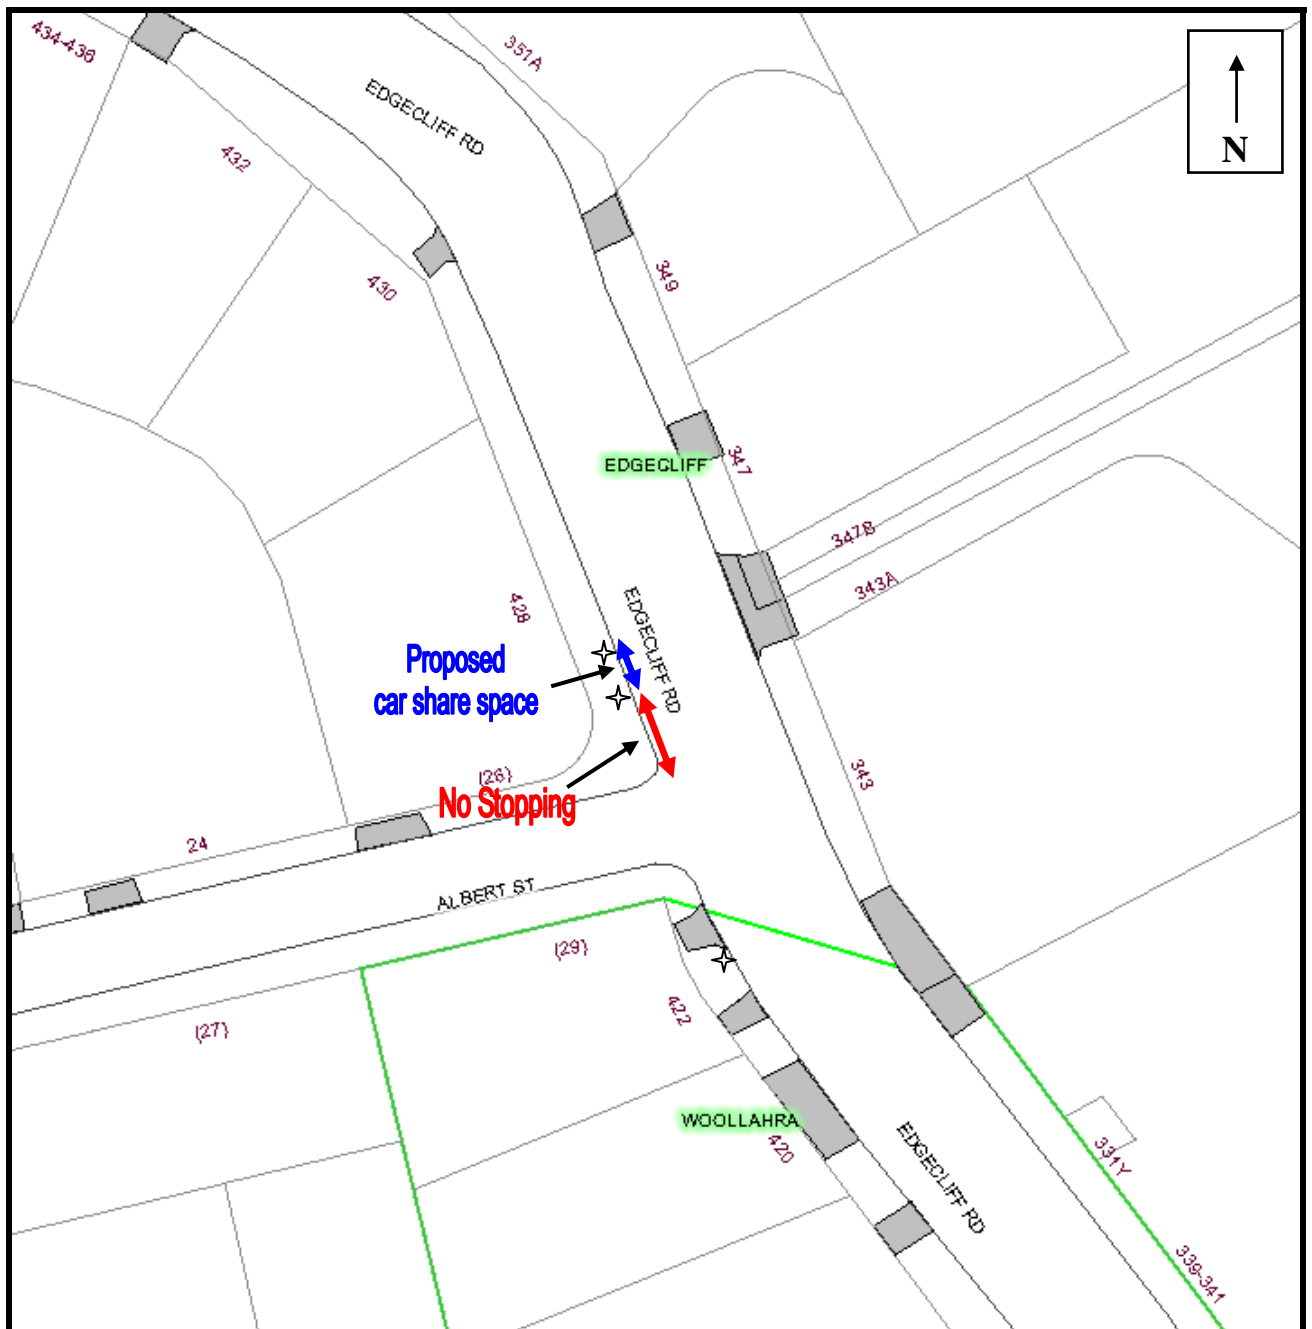 434-436
351A
EDGECLIFF RD
N
432
349
430
EDGECLIFF
347
347B
343A
428
EDGECLIFF RD
Proposed
car share space
343
(26)
No Stopping
24
ALBERT ST
(29)
422
(27)
WOOLLAHRA
420
EDGECLIFF RD
331Y
339-341